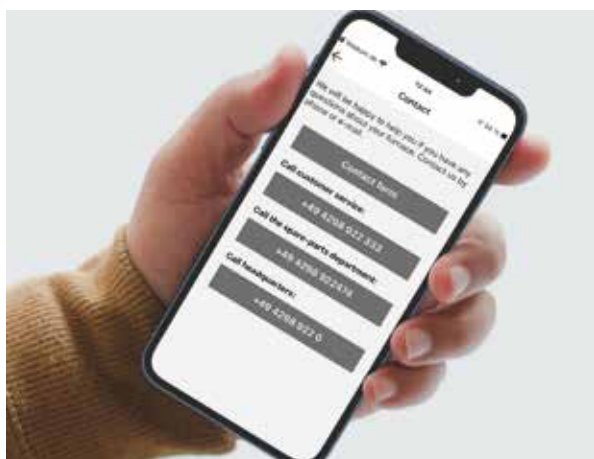 Contact
We will be happy to help you if you have any
questions about your furnace. Contact us by
phone or e-mail.
Contact form
Call customer service:
+49 4298 922 333
Call the spare-parts department:
+49 4298 922474
Call headquarters:
+49 4298 922 0